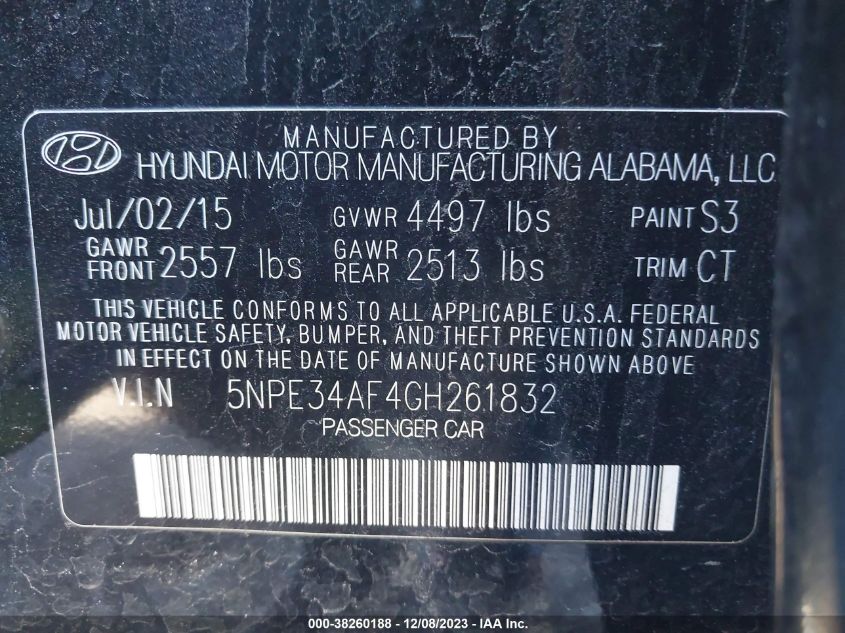 MANUFACTURED BY
HYUNDAI MOTOR MANUFACTURING ALABAMA, LLC
Jul/02/15 GVWR 4497 lbs PAINT S3
GAWR FRONT 2557 lbs GAWR REAR 2513 lbs TRIM CT
THIS VEHICLE CONFORMS TO ALL APPLICABLE U.S.A. FEDERAL
MOTOR VEHICLE SAFETY, BUMPER, AND THEFT PREVENTION STANDARDS
IN EFFECT ON THE DATE OF MANUFACTURE SHOWN ABOVE
V.I.N 5NPE34AF4GH261832
PASSENGER CAR
000-38260188 - 12/08/2023 - IAA Inc.